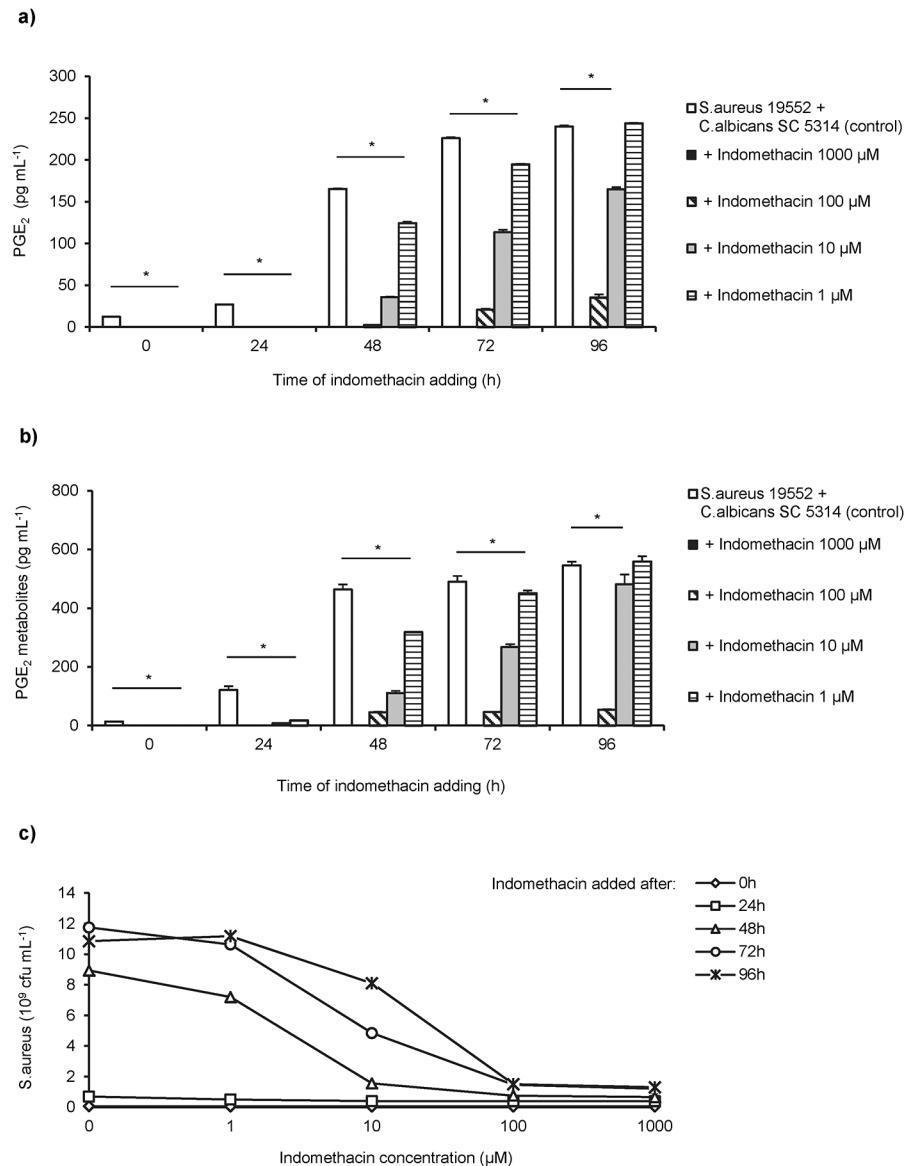 a)
300
250
200
150
100
50
0
PGE₂ (pg mL⁻¹)
*
*
*
*
*
0 24 48 72 96
Time of indomethacin adding (h)
S.aureus 19552 +
C.albicans SC 5314 (control)
+ Indomethacin 1000 µM
+ Indomethacin 100 µM
+ Indomethacin 10 µM
+ Indomethacin 1 µM
b)
800
600
400
200
0
PGE₂ metabolites (pg mL⁻¹)
*
*
*
*
*
0 24 48 72 96
Time of indomethacin adding (h)
S.aureus 19552 +
C.albicans SC 5314 (control)
+ Indomethacin 1000 µM
+ Indomethacin 100 µM
+ Indomethacin 10 µM
+ Indomethacin 1 µM
c)
14
12
10
8
6
4
2
0
S.aureus (10⁹ cfu mL⁻¹)
0 1 10 100 1000
Indomethacin concentration (µM)
Indomethacin added after:
0h
24h
48h
72h
96h